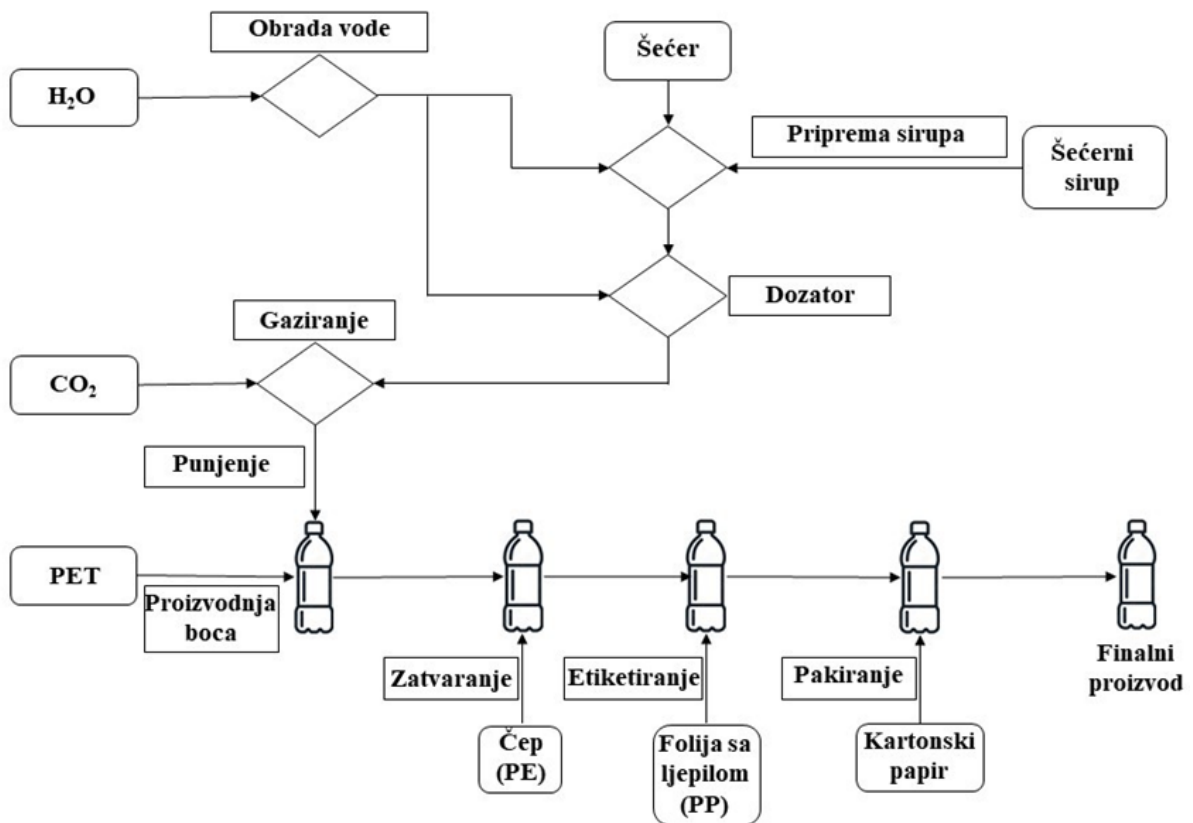 Obrada vode
Šećer
H₂O
Priprema sirupa
Šećerni
sirup
Dozator
Gaziranje
CO₂
Punjenje
PET
Proizvodnja
boca
Finalni
proizvod
Zatvaranje
Etiketiranje
Pakiranje
Čep
(PE)
Folija sa
ljepilom
(PP)
Kartonski
papir